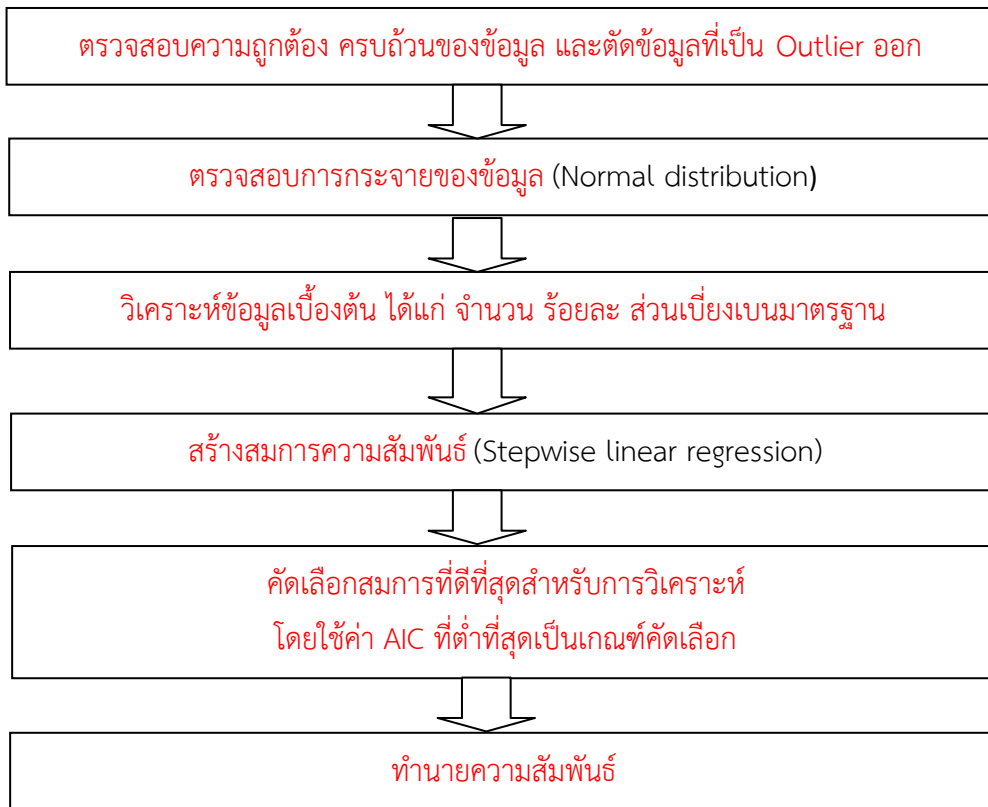 ตรวจสอบความถูกต้อง ครบถ้วนของข้อมูล และตัดข้อมูลที่เป็น Outlier ออก
ตรวจสอบการกระจายของข้อมูล (Normal distribution)
วิเคราะห์ข้อมูลเบื้องต้น ได้แก่ จำนวน ร้อยละ ส่วนเบี่ยงเบนมาตรฐาน
สร้างสมการความสัมพันธ์ (Stepwise linear regression)
คัดเลือกสมการที่ดีที่สุดสำหรับการวิเคราะห์
โดยใช้ค่า AIC ที่ต่ำที่สุดเป็นเกณฑ์คัดเลือก
ทำนายความสัมพันธ์